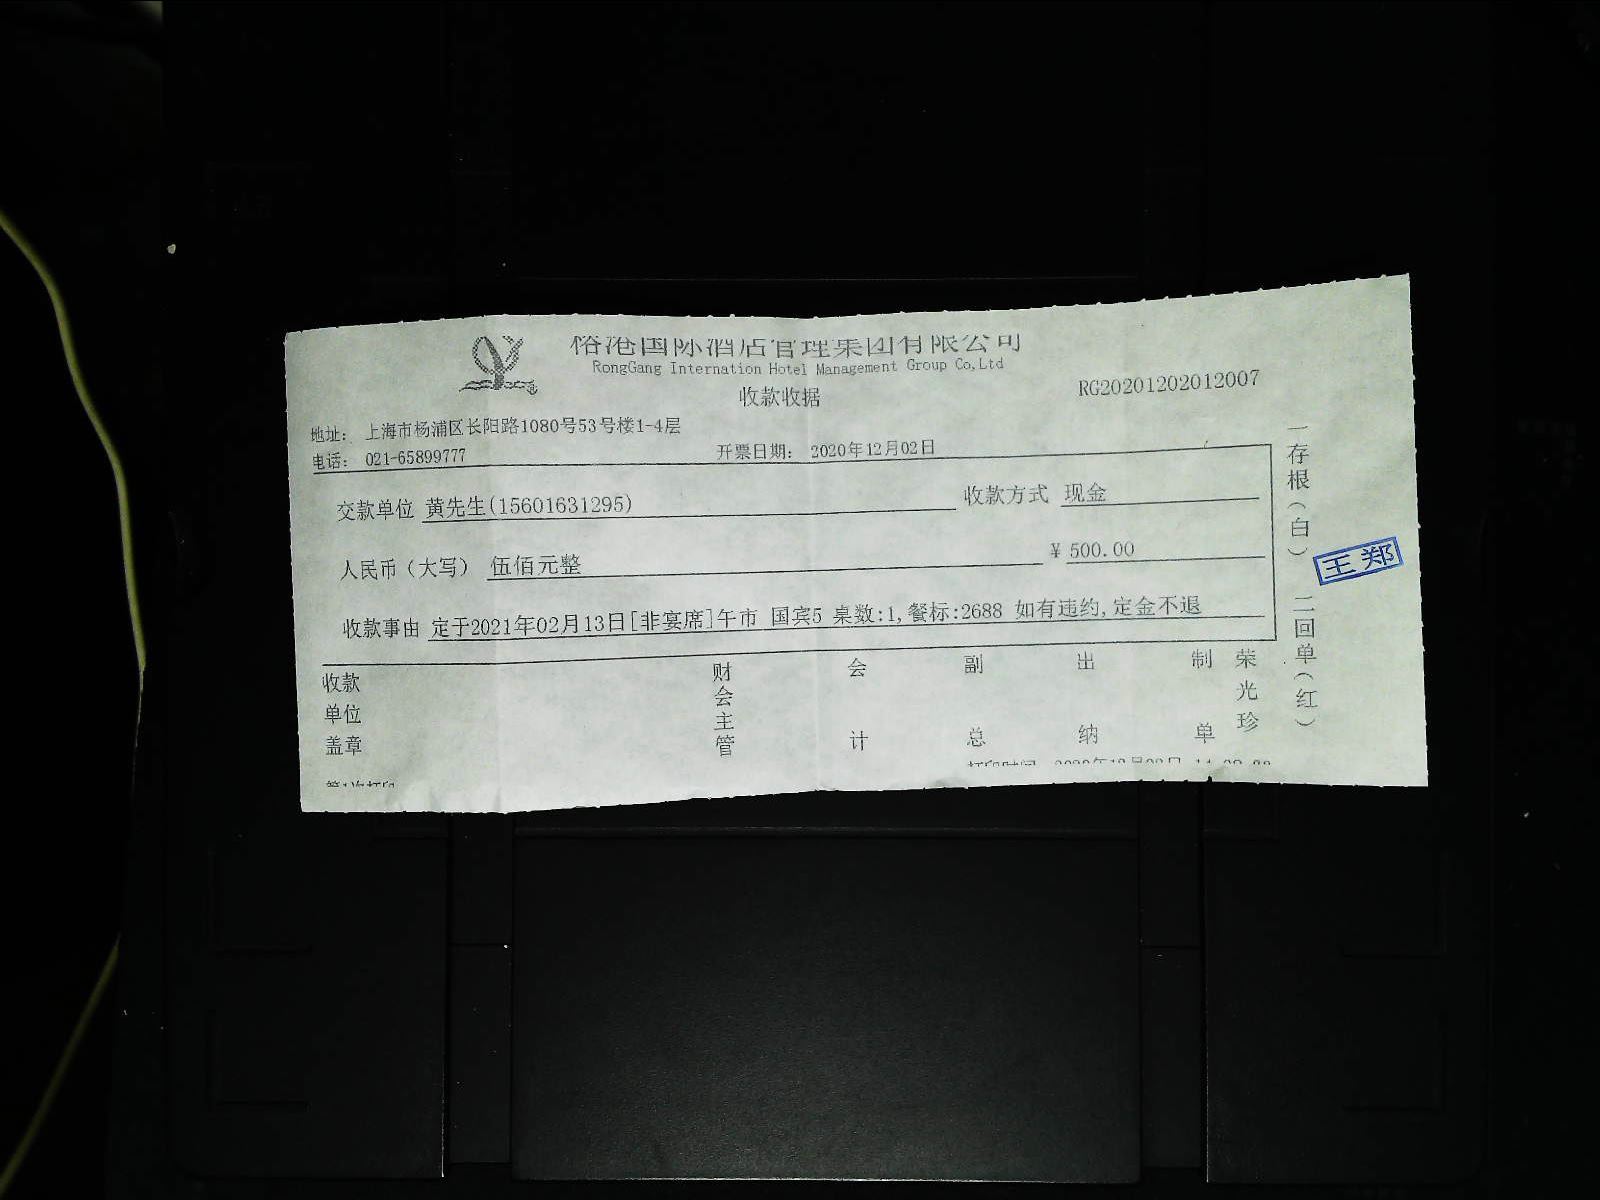 国际酒店管理集团有限公司
RongGang Internation Hotel Management Group Co,Ltd
收款收据
RG20201202012007
地址: 上海市杨浦区长阳路1080号53号楼1-4层
电话: 021-65899777
开票日期: 2020年12月02日
交款单位 黄先生(15601631295)
收款方式 现金
人民币(大写) 伍佰元整
¥ 500.00
收款事由 定于2021年02月13日[非宴席]午市 国宾5 桌数:1,餐标:2688 如有违约,定金不退
收款单位盖章
财会主管
会计
副总
出纳
制单
荣光珍
一存根(白)
二回单(红)
王郑